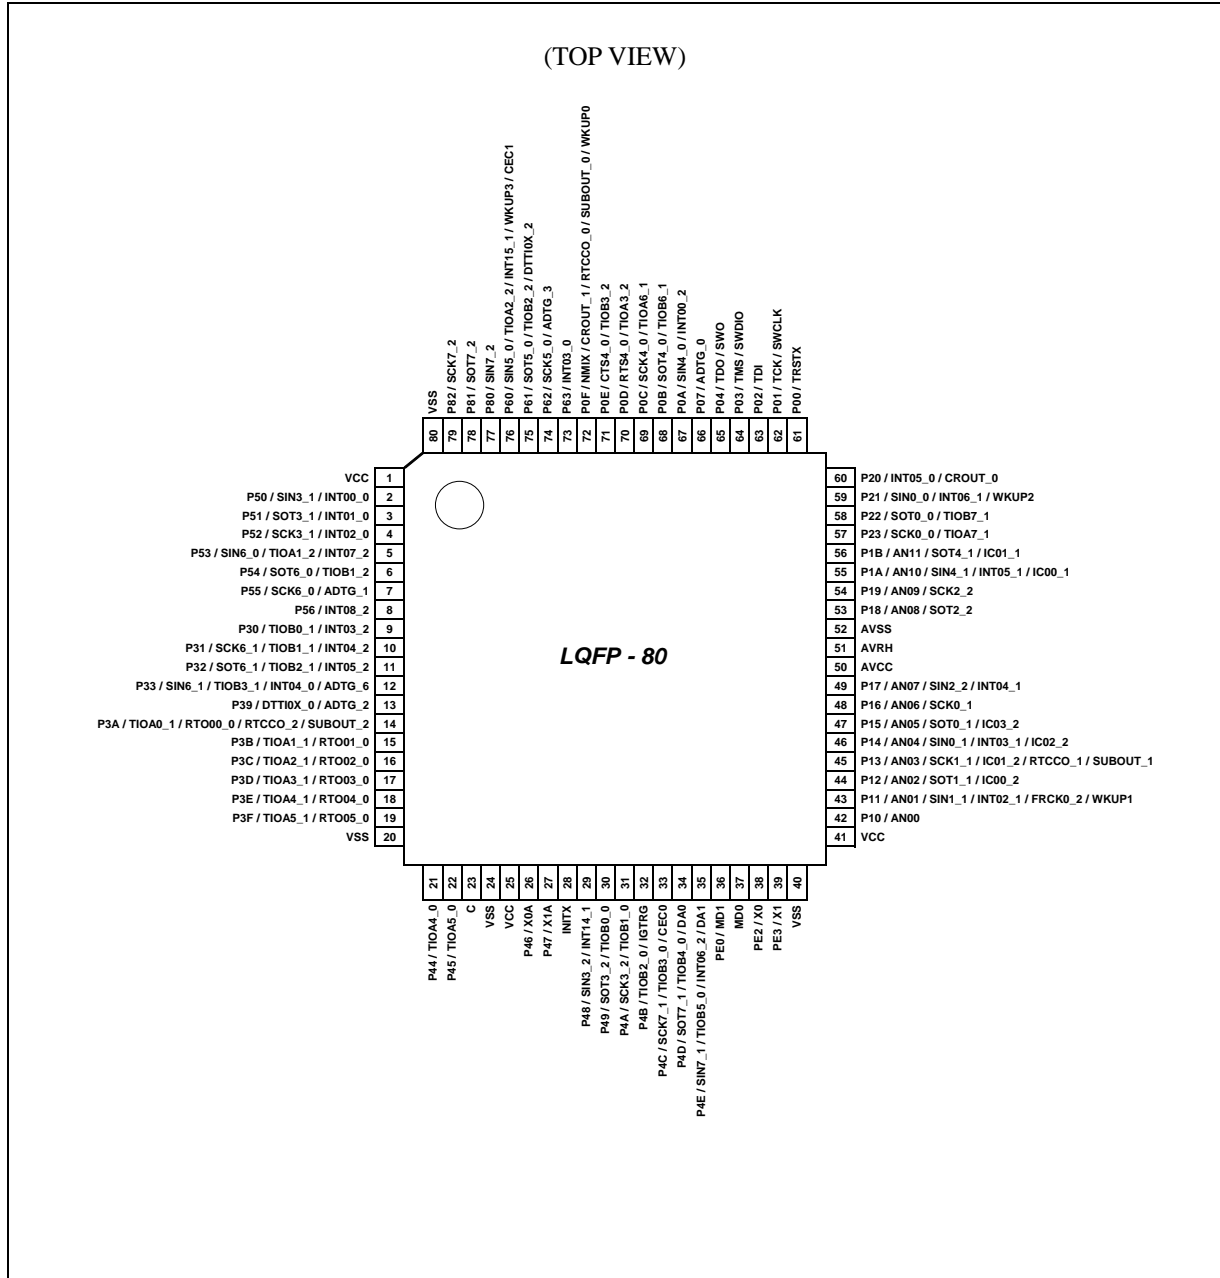 (TOP VIEW)
VSS
P82 / SCK7_2
P81 / SOT7_2
P80 / SIN7_2
P60 / SIN5_0 / TIOA2_2 / INT15_1 / WKUP3 / CEC1
P61 / SOT5_0 / TIOB2_2 / DTTI0X_2
P62 / SCK5_0 / ADTG_3
P63 / INT03_0
P0F / NMIX / CROUT_1 / RTCCO_0 / SUBOUT_0 / WKUP0
P0E / CTS4_0 / TIOB3_2
P0D / RTS4_0 / TIOA3_2
P0C / SCK4_0 / TIOA6_1
P0B / SOT4_0 / TIOB6_1
P0A / SIN4_0 / INT00_2
P07 / ADTG_0
P04 / TDO / SWO
P03 / TMS / SWDIO
P02 / TDI
P01 / TCK / SWCLK
P00 / TRSTX
80
79
78
77
76
75
74
73
72
71
70
69
68
67
66
65
64
63
62
61
VCC 1
P50 / SIN3_1 / INT00_0 2
P51 / SOT3_1 / INT01_0 3
P52 / SCK3_1 / INT02_0 4
P53 / SIN6_0 / TIOA1_2 / INT07_2 5
P54 / SOT6_0 / TIOB1_2 6
P55 / SCK6_0 / ADTG_1 7
P56 / INT08_2 8
P30 / TIOB0_1 / INT03_2 9
P31 / SCK6_1 / TIOB1_1 / INT04_2 10
P32 / SOT6_1 / TIOB2_1 / INT05_2 11
P33 / SIN6_1 / TIOB3_1 / INT04_0 / ADTG_6 12
P39 / DTTI0X_0 / ADTG_2 13
P3A / TIOA0_1 / RTO00_0 / RTCCO_2 / SUBOUT_2 14
P3B / TIOA1_1 / RTO01_0 15
P3C / TIOA2_1 / RTO02_0 16
P3D / TIOA3_1 / RTO03_0 17
P3E / TIOA4_1 / RTO04_0 18
P3F / TIOA5_1 / RTO05_0 19
VSS 20
LQFP - 80
60 P20 / INT05_0 / CROUT_0
59 P21 / SIN0_0 / INT06_1 / WKUP2
58 P22 / SOT0_0 / TIOB7_1
57 P23 / SCK0_0 / TIOA7_1
56 P1B / AN11 / SOT4_1 / IC01_1
55 P1A / AN10 / SIN4_1 / INT05_1 / IC00_1
54 P19 / AN09 / SCK2_2
53 P18 / AN08 / SOT2_2
52 AVSS
51 AVRH
50 AVCC
49 P17 / AN07 / SIN2_2 / INT04_1
48 P16 / AN06 / SCK0_1
47 P15 / AN05 / SOT0_1 / IC03_2
46 P14 / AN04 / SIN0_1 / INT03_1 / IC02_2
45 P13 / AN03 / SCK1_1 / IC01_2 / RTCCO_1 / SUBOUT_1
44 P12 / AN02 / SOT1_1 / IC00_2
43 P11 / AN01 / SIN1_1 / INT02_1 / FRCK0_2 / WKUP1
42 P10 / AN00
41 VCC
21
22
23
24
25
26
27
28
29
30
31
32
33
34
35
36
37
38
39
40
P44 / TIOA4_0
P45 / TIOA5_0
C
VSS
VCC
P46 / X0A
P47 / X1A
INITX
P48 / SIN3_2 / INT14_1
P49 / SOT3_2 / TIOB0_0
P4A / SCK3_2 / TIOB1_0
P4B / TIOB2_0 / IGTRG
P4C / SCK7_1 / TIOB3_0 / CEC0
P4D / SOT7_1 / TIOB4_0 / DA0
P4E / SIN7_1 / TIOB5_0 / INT06_2 / DA1
PE0 / MD1
MD0
PE2 / X0
PE3 / X1
VSS